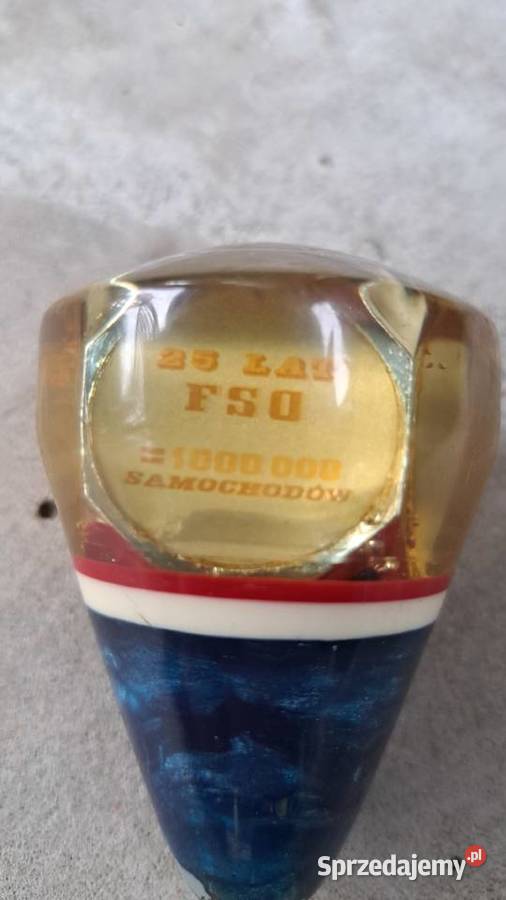 25 LAT
FSO
= 1000 000
SAMOCHODÓW
Sprzedajemy.pl